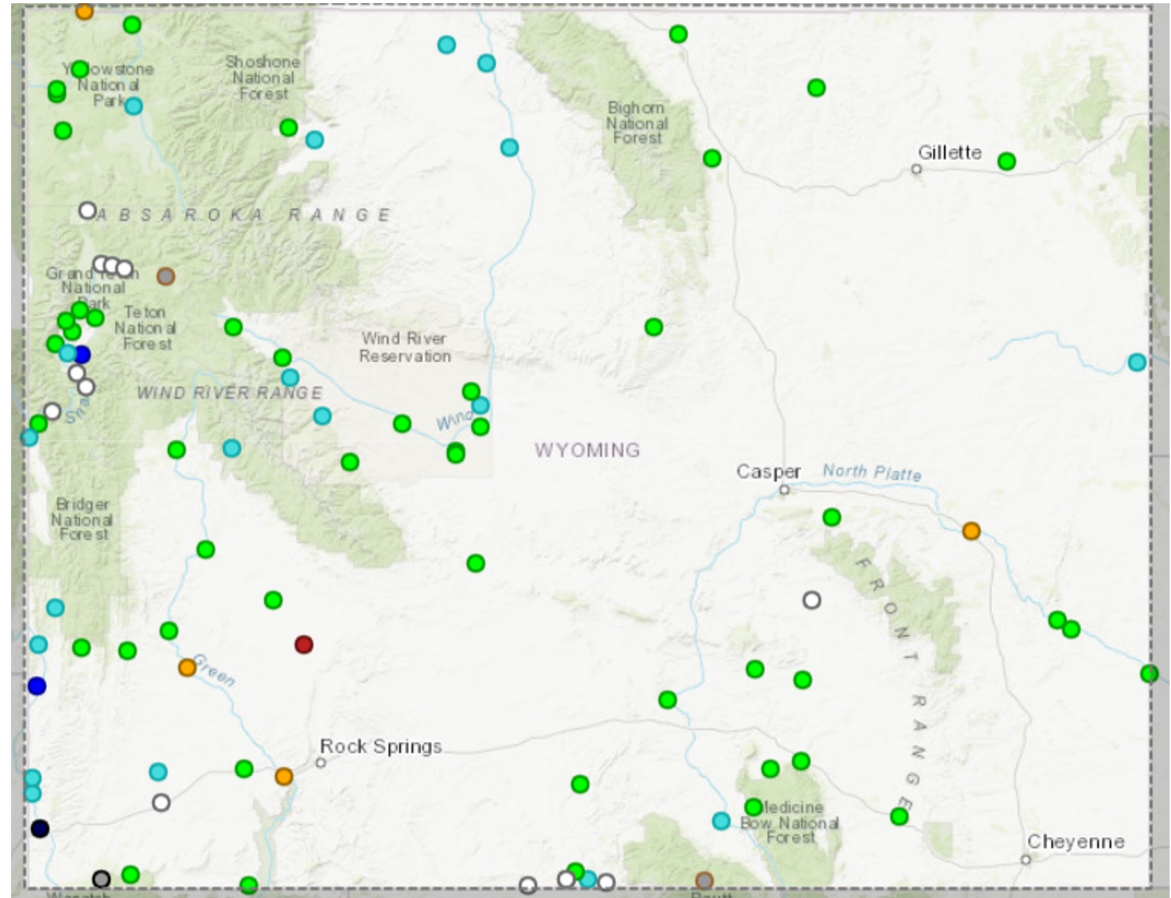 Yellowstone
National
Park
Shoshone
National
Forest
Bighorn
National
Forest
Gillette
ABSAROKA RANGE
Grand Teton
National
Park
Teton
National
Forest
Wind River
Reservation
WIND RIVER RANGE
Wind
WYOMING
Casper
North Platte
Bridger
National
Forest
FRONT RANGE
Green
Rock Springs
Medicine
Bow National
Forest
Cheyenne